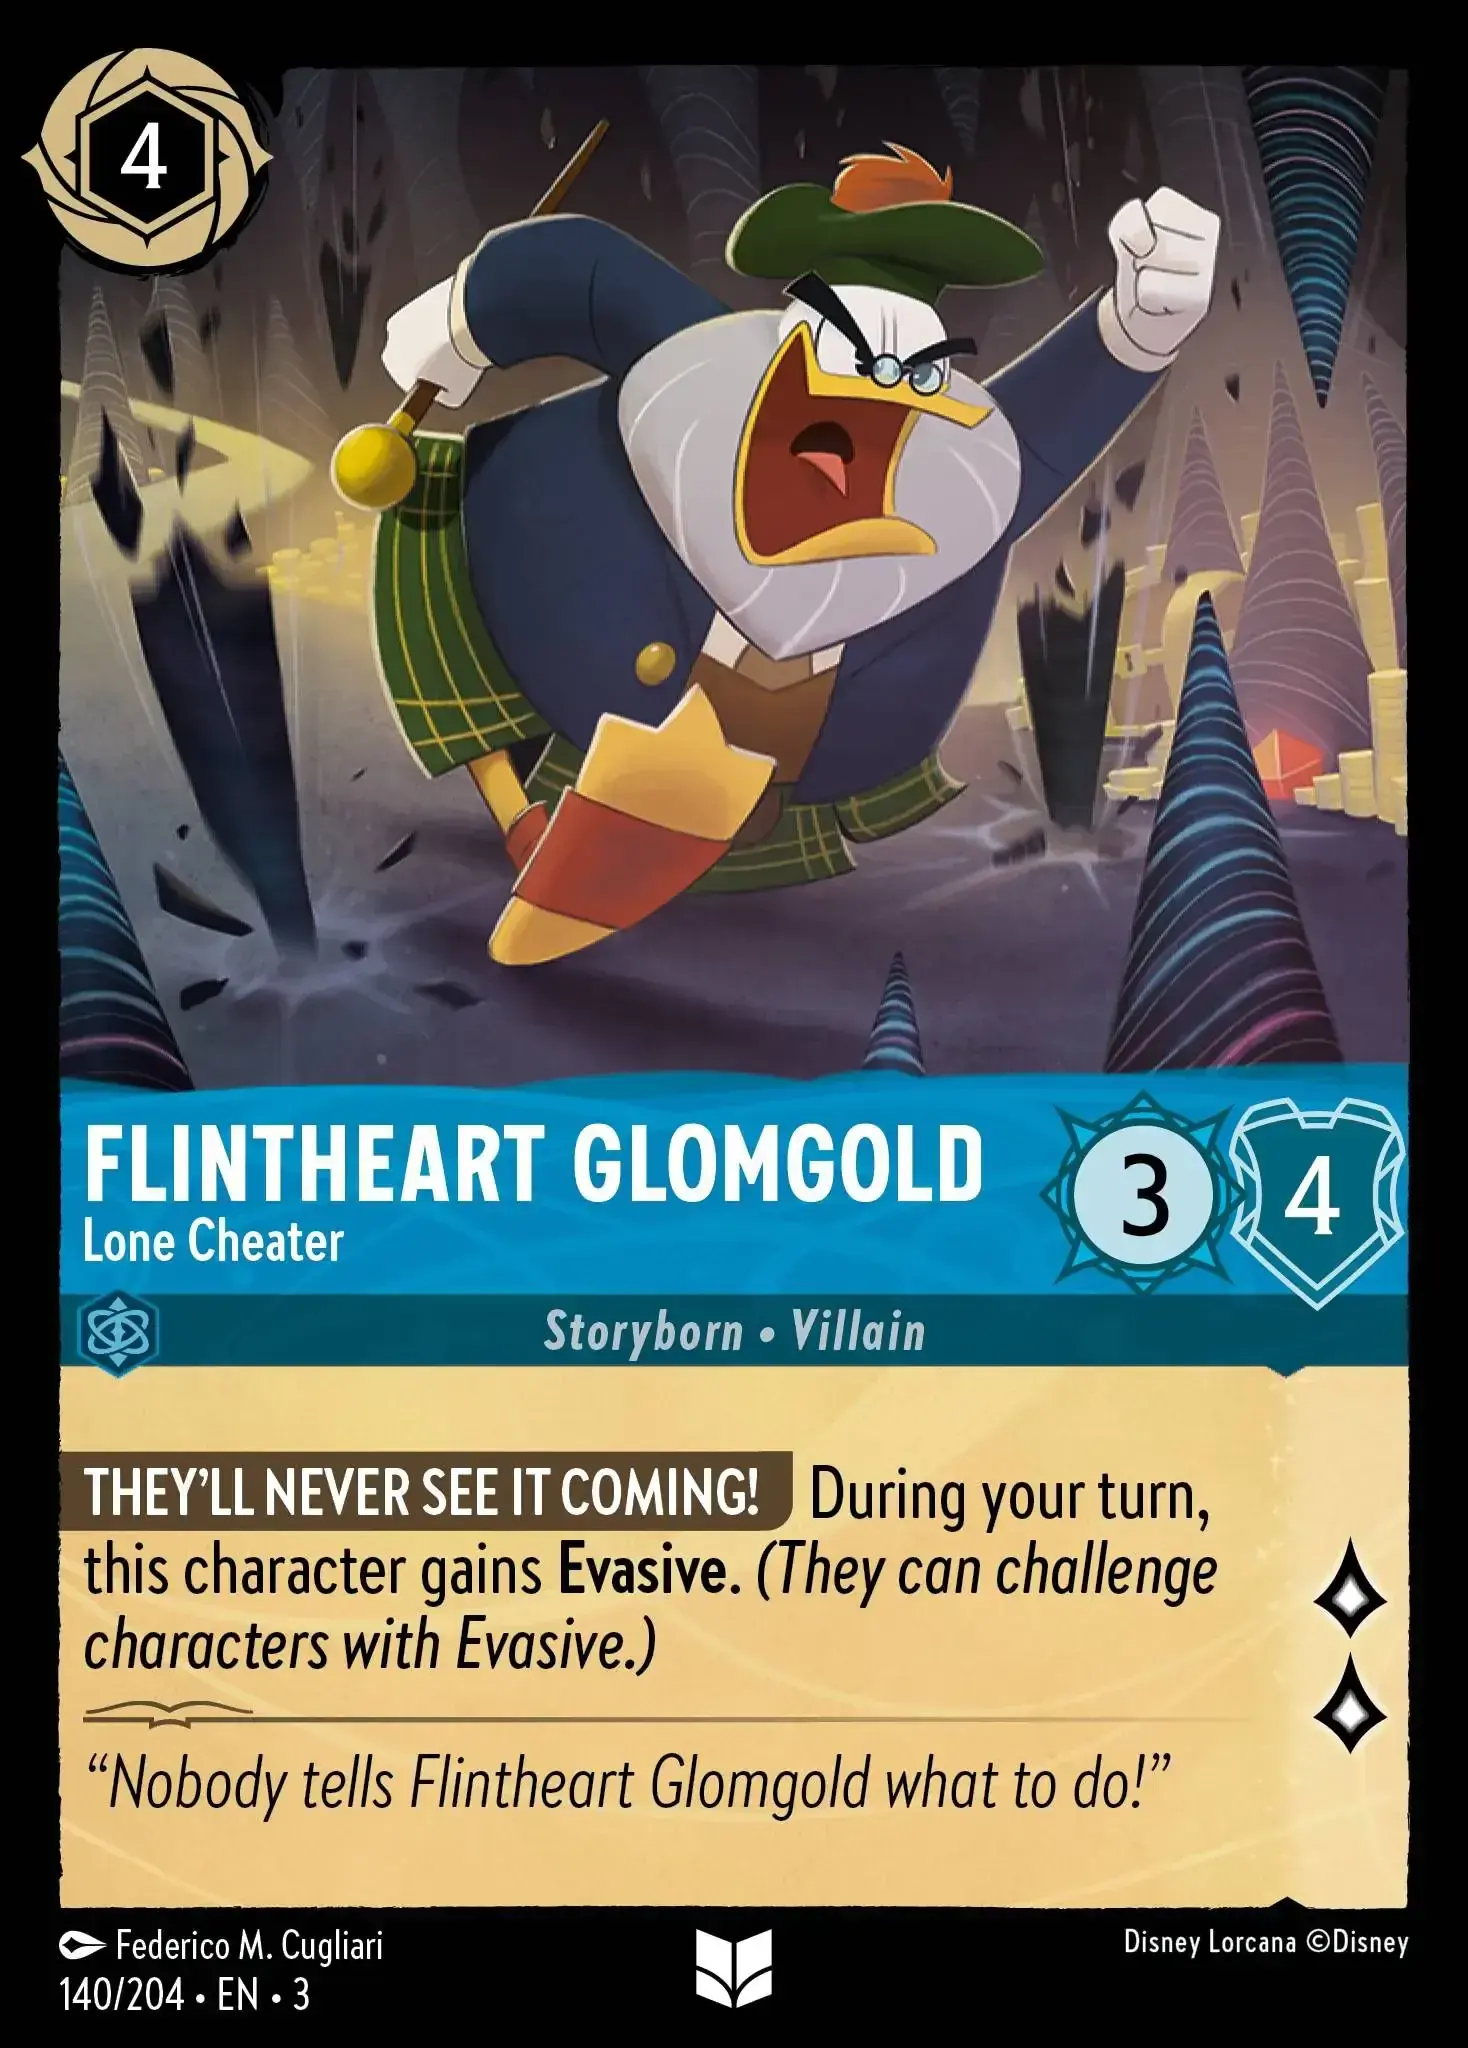 4
FLINTHEART GLOMGOLD
Lone Cheater
3
4
Storyborn • Villain
THEY’LL NEVER SEE IT COMING! During your turn,
this character gains Evasive. (They can challenge
characters with Evasive.)
“Nobody tells Flintheart Glomgold what to do!”
Federico M. Cugliari
140/204 • EN • 3
Disney Lorcana ©Disney